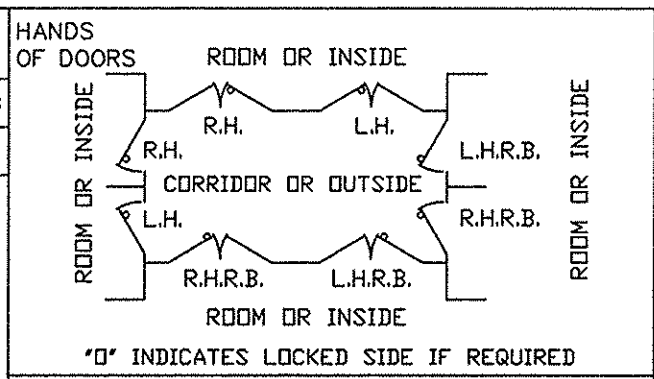 HANDS
OF DOORS
ROOM OR INSIDE
ROOM OR INSIDE
R.H.
L.H.
ROOM OR INSIDE
R.H.
L.H.R.B.
CORRIDOR OR OUTSIDE
L.H.
R.H.R.B.
R.H.R.B.
L.H.R.B.
ROOM OR INSIDE
"O" INDICATES LOCKED SIDE IF REQUIRED